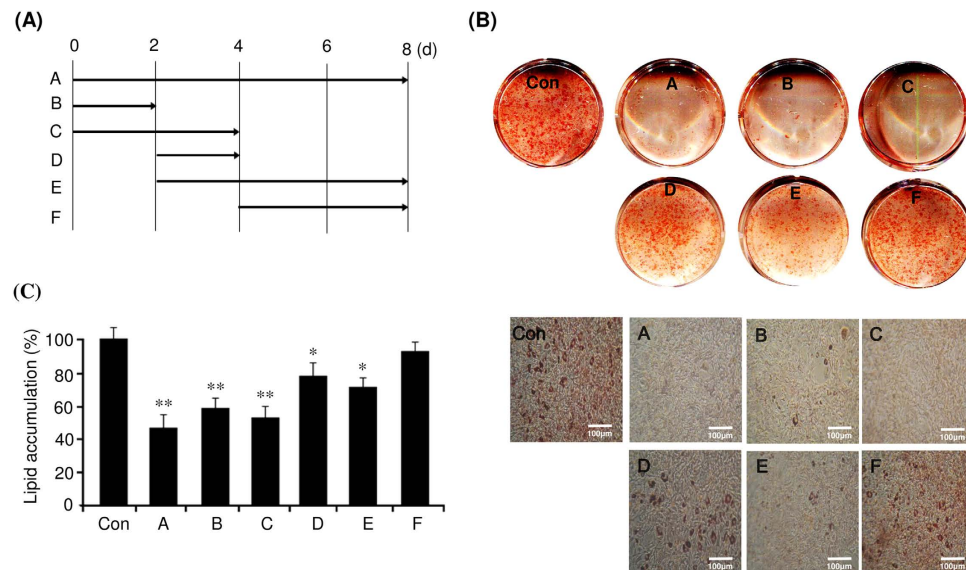 (A)
0 2 4 6 8 (d)
A
B
C
D
E
F
(B)
Con A B C
D E F
(C)
Lipid accumulation (%)
100
80
60
40
20
0
** ** ** * *
Con A B C D E F
Con A B C
100μm 100μm 100μm 100μm
D E F
100μm 100μm 100μm